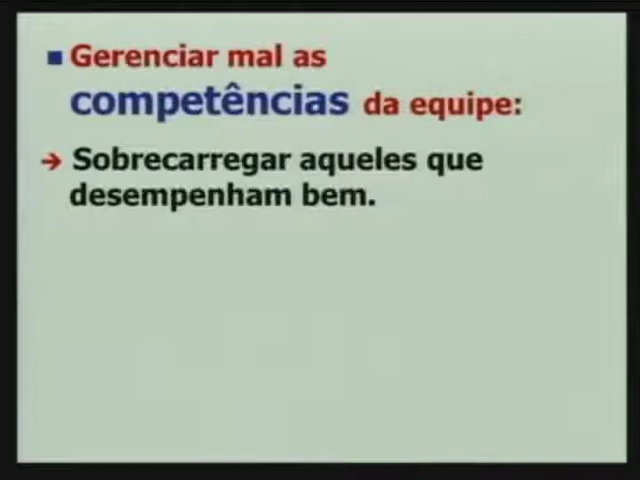 Gerenciar mal as
competências da equipe:
Sobrecarregar aqueles que
desempenham bem.